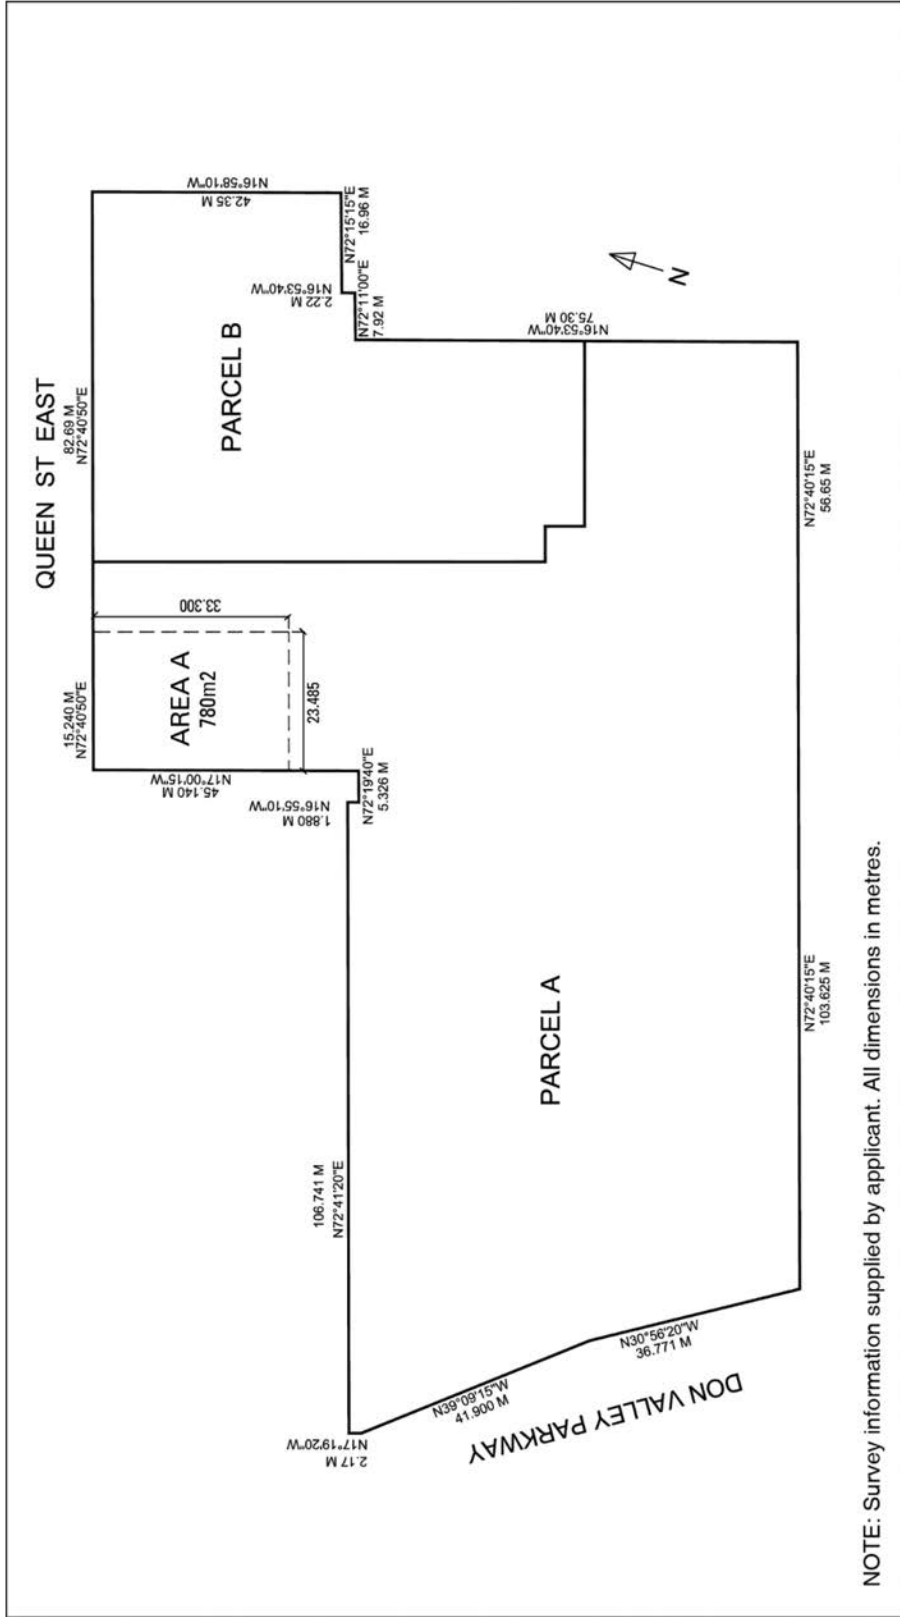 QUEEN ST EAST
15.240 M
N72°40'50"E
82.69 M
N72°40'50"E
N16°58'10"W
42.35 M
N72°15'15"E
16.96 M
N16°53'40"W
2.22 M
N72°11'00"E
7.92 M
PARCEL B
N16°53'40"W
75.30 M
N
33.300
AREA A
780m2
23.485
N17°00'15"W
45.140 M
N72°19'40"E
5.326 M
N16°55'10"W
1.880 M
106.741 M
N72°41'20"E
PARCEL A
N72°40'15"E
56.65 M
N72°40'15"E
103.625 M
N17°19'20"W
2.17 M
N39°09'15"W
41.900 M
N30°56'20"W
36.771 M
DON VALLEY PARKWAY
NOTE: Survey information supplied by applicant. All dimensions in metres.